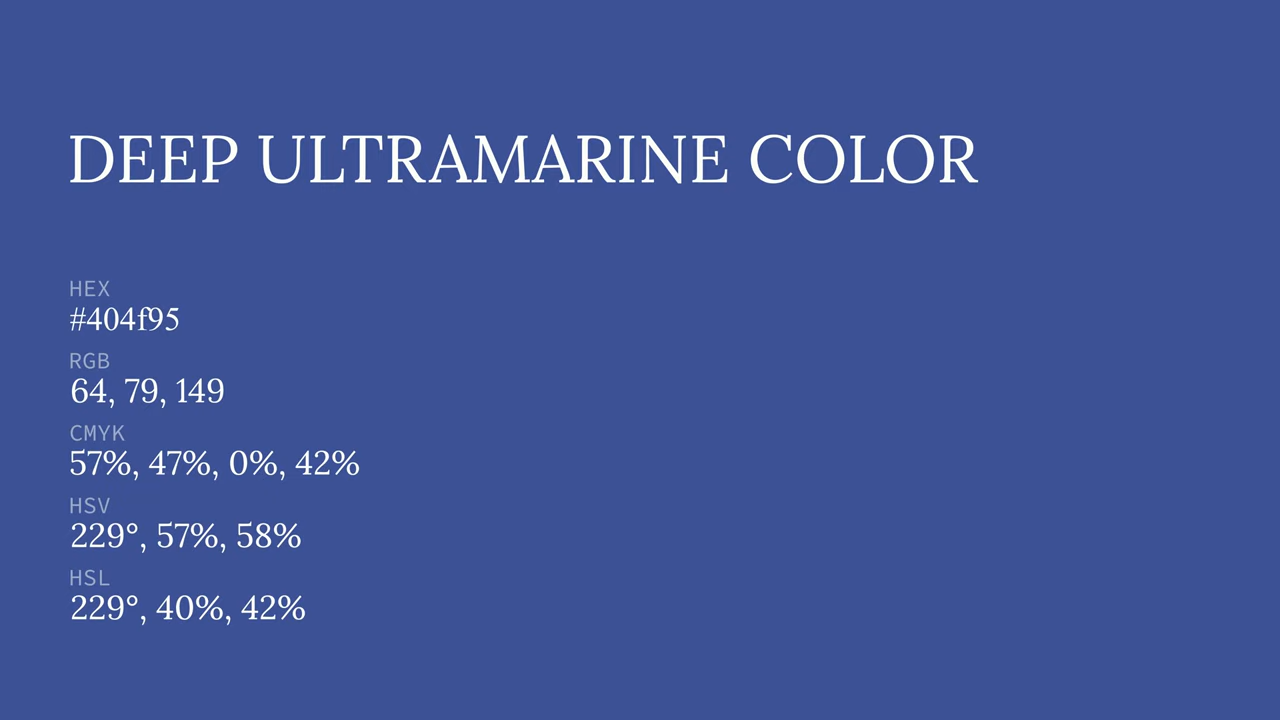 DEEP ULTRAMARINE COLOR
HEX
#404f95
RGB
64, 79, 149
CMYK
57%, 47%, 0%, 42%
HSV
229°, 57%, 58%
HSL
229°, 40%, 42%